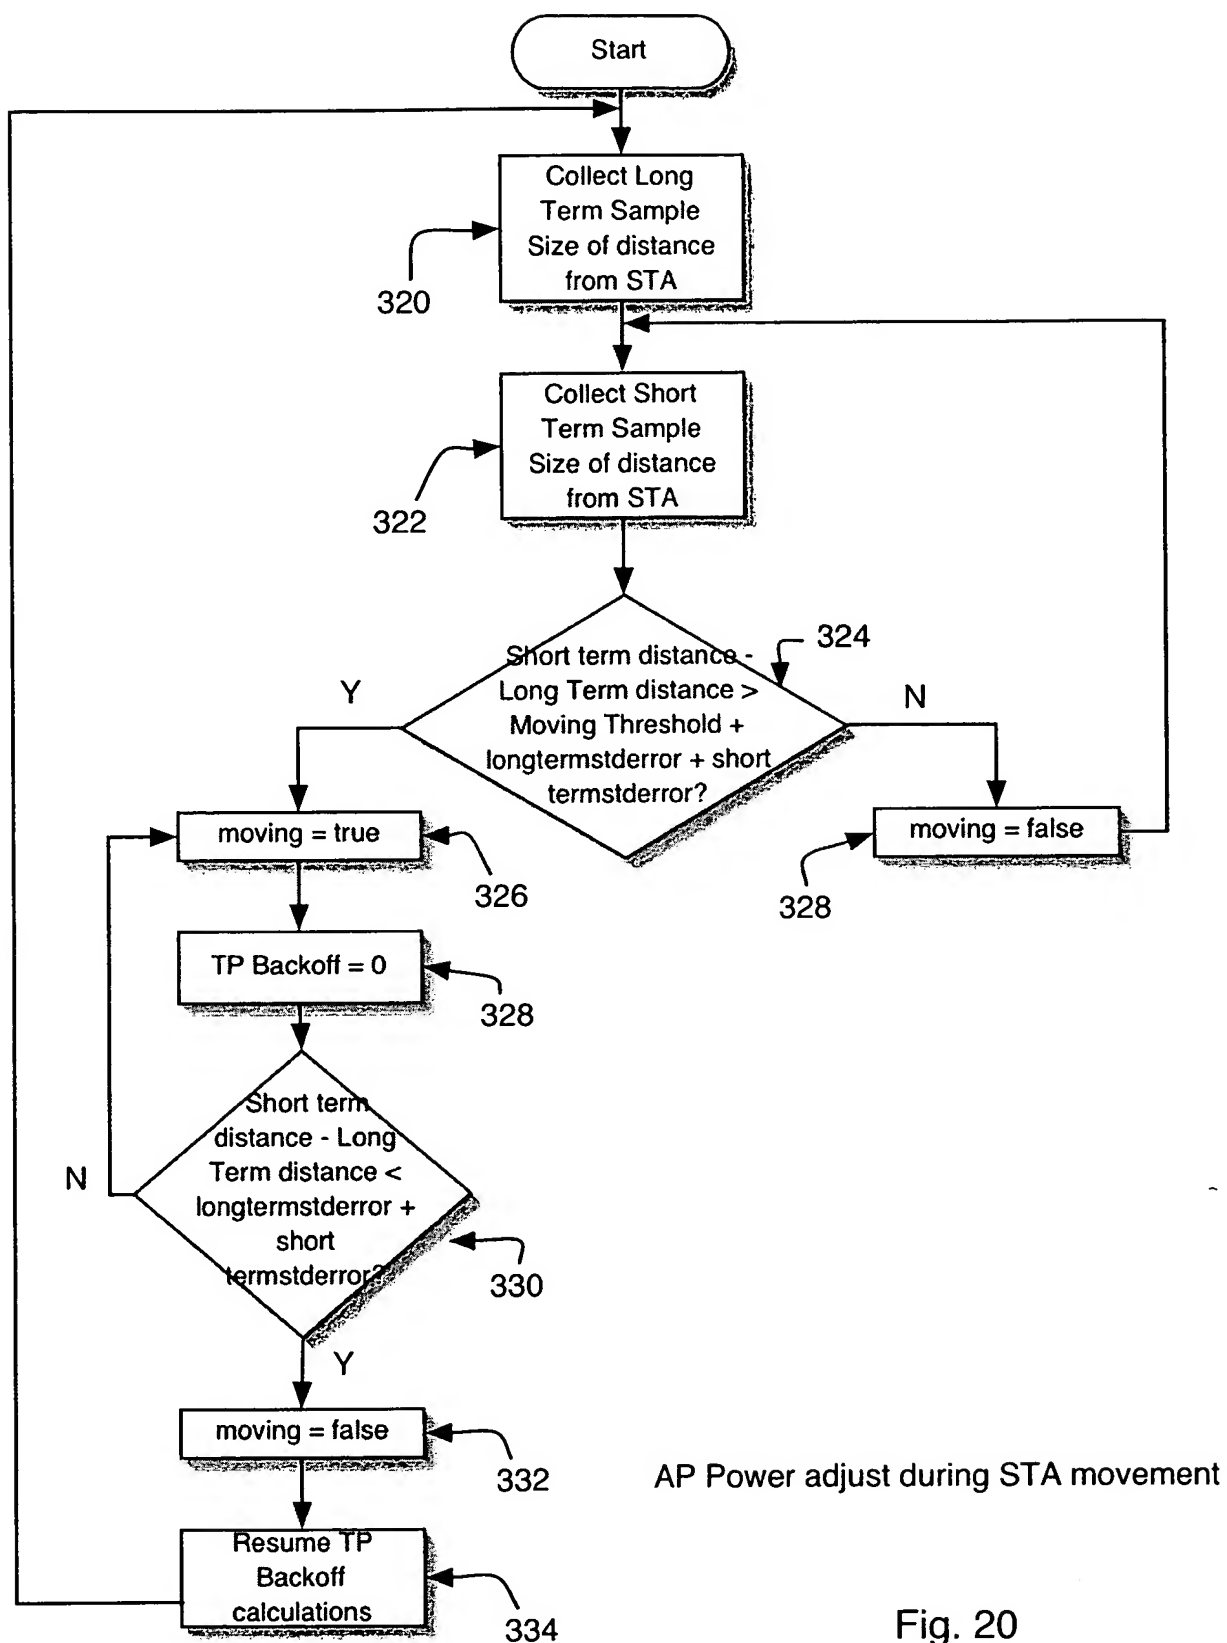 Start
Collect Long
Term Sample
Size of distance
from STA
320
Collect Short
Term Sample
Size of distance
from STA
322
324
Short term distance -
Long Term distance >
Moving Threshold +
longtermstderror + short
termstderror?
Y
N
moving = true
326
moving = false
328
TP Backoff = 0
328
Short term
distance - Long
Term distance <
longtermstderror +
short
termstderror?
N
330
Y
moving = false
332
AP Power adjust during STA movement
Resume TP
Backoff
calculations
334
Fig. 20